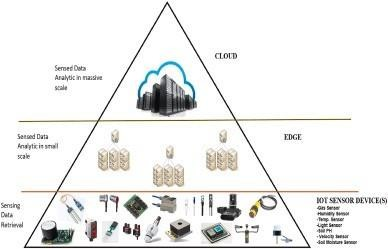 CLOUD
Sensed Data
Analytic in massive
scale
Sensed Data
Analytic in small
scale
EDGE
Sensing
Data
Retrieval
IOT SENSOR DEVICE(S)
-Gas Sensor
-Humidity Sensor
-Temp. Sensor
-Light Sensor
-Soil PH
- Velocity Sensor
-Soil Moisture Sensor